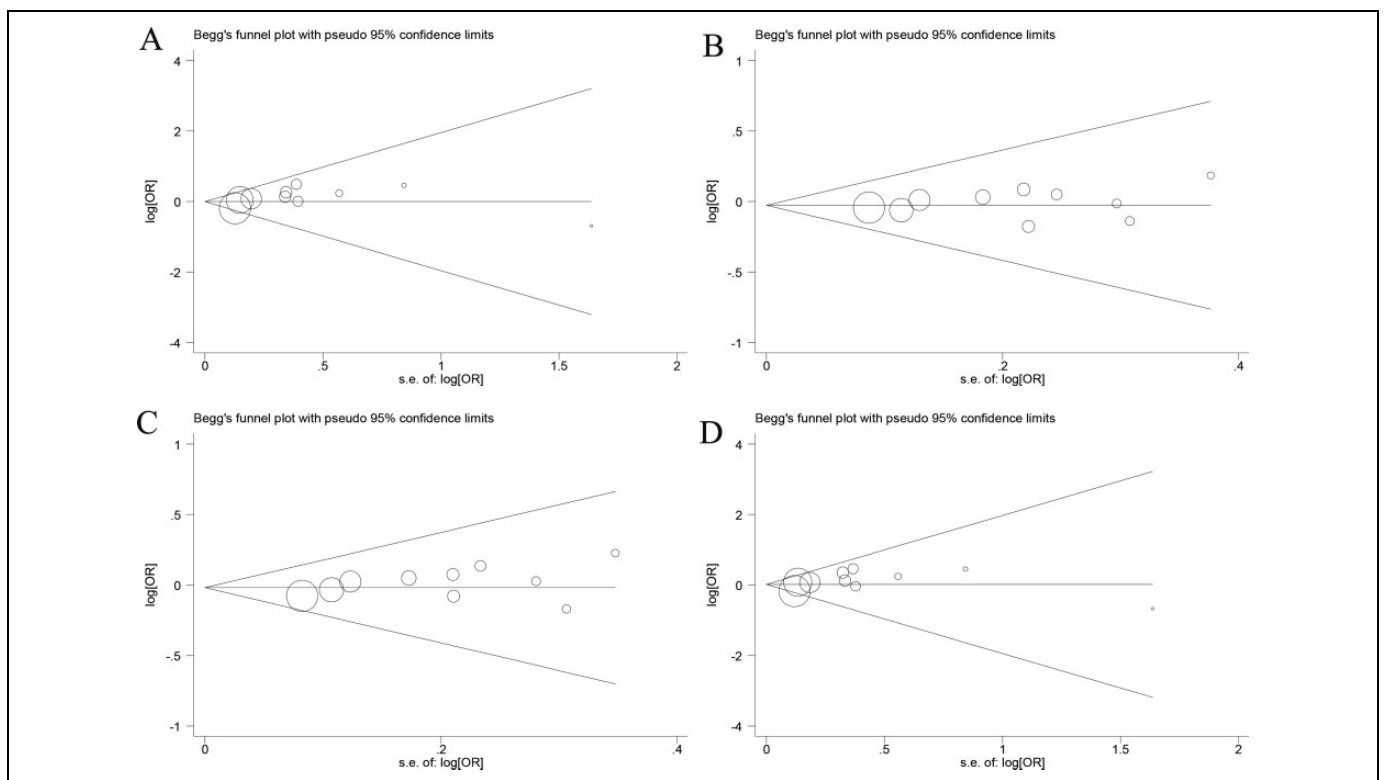 A
Begg's funnel plot with pseudo 95% confidence limits
4
2
0
-2
-4
log[OR]
0
.5
1
1.5
2
s.e. of: log[OR]
B
Begg's funnel plot with pseudo 95% confidence limits
1
.5
0
-.5
-1
log[OR]
0
.2
.4
s.e. of: log[OR]
C
Begg's funnel plot with pseudo 95% confidence limits
1
.5
0
-.5
-1
log[OR]
0
.2
.4
s.e. of: log[OR]
D
Begg's funnel plot with pseudo 95% confidence limits
4
2
0
-2
-4
log[OR]
0
.5
1
1.5
2
s.e. of: log[OR]